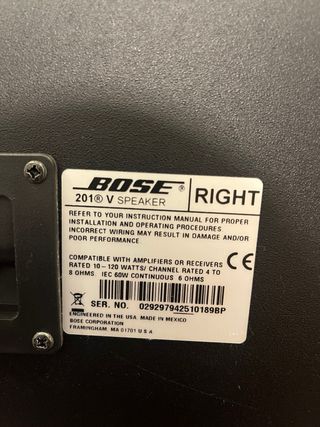 BOSE®
201® V SPEAKER
RIGHT
REFER TO YOUR INSTRUCTION MANUAL FOR PROPER
INSTALLATION AND OPERATING PROCEDURES
INCORRECT WIRING MAY RESULT IN DAMAGE AND/OR
POOR PERFORMANCE
COMPATIBLE WITH AMPLIFIERS OR RECEIVERS
RATED 10 – 120 WATTS/ CHANNEL RATED 4 TO
8 OHMS IEC 60W CONTINUOUS 6 OHMS
CE
SER. NO. 029297942510189BP
ENGINEERED IN THE USA. MADE IN MEXICO
BOSE CORPORATION
FRAMINGHAM, MA 01701 U S A